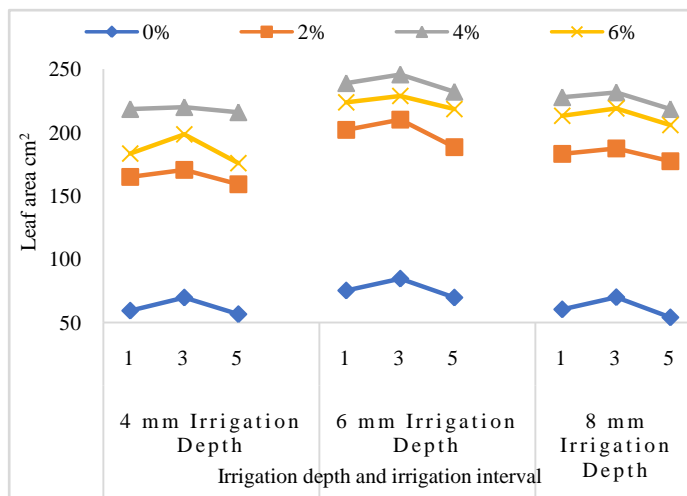 0% 2% 4% 6%
250
200
150
100
50
Leaf area cm²
1 3 5 1 3 5 1 3 5
4 mm Irrigation Depth
6 mm Irrigation Depth
8 mm Irrigation Depth
Irrigation depth and irrigation interval